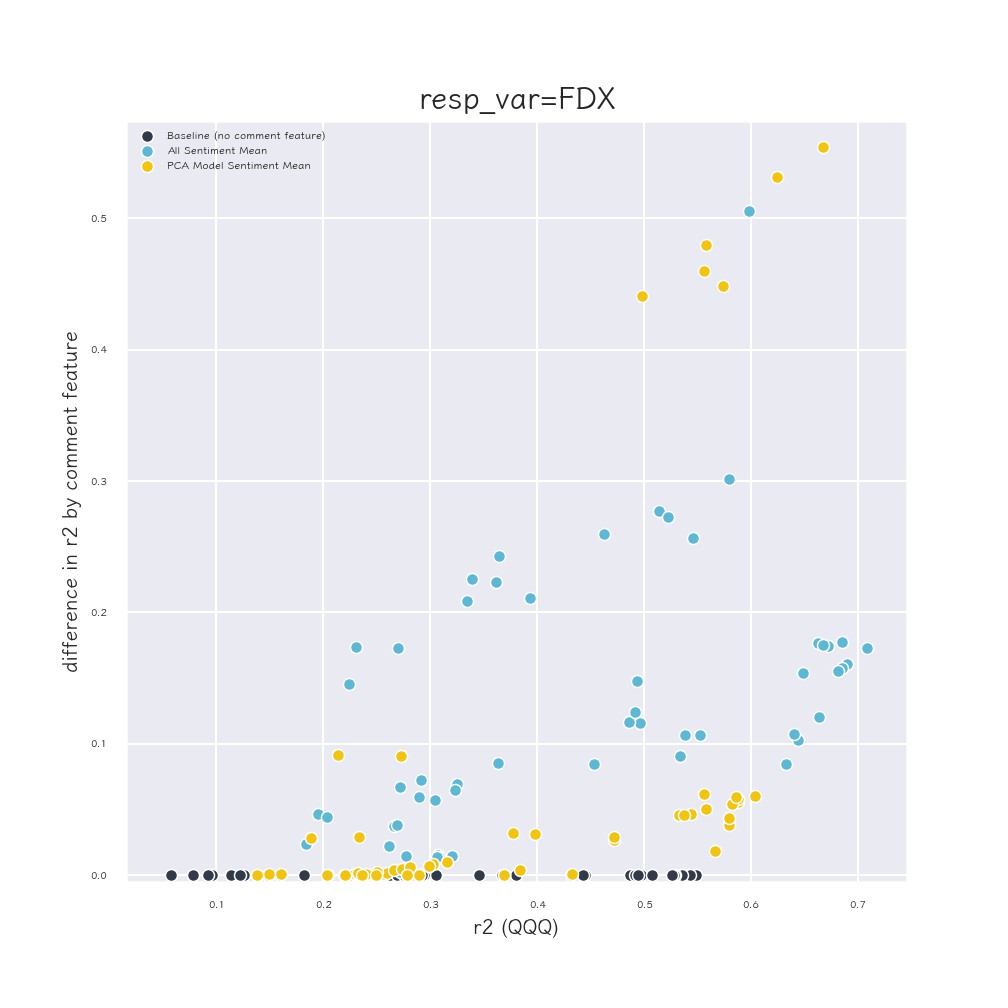 resp_var=FDX
Baseline (no comment feature)
All Sentiment Mean
PCA Model Sentiment Mean
difference in r2 by comment feature
0.5
0.4
0.3
0.2
0.1
0.0
0.1 0.2 0.3 0.4 0.5 0.6 0.7
r2 (QQQ)